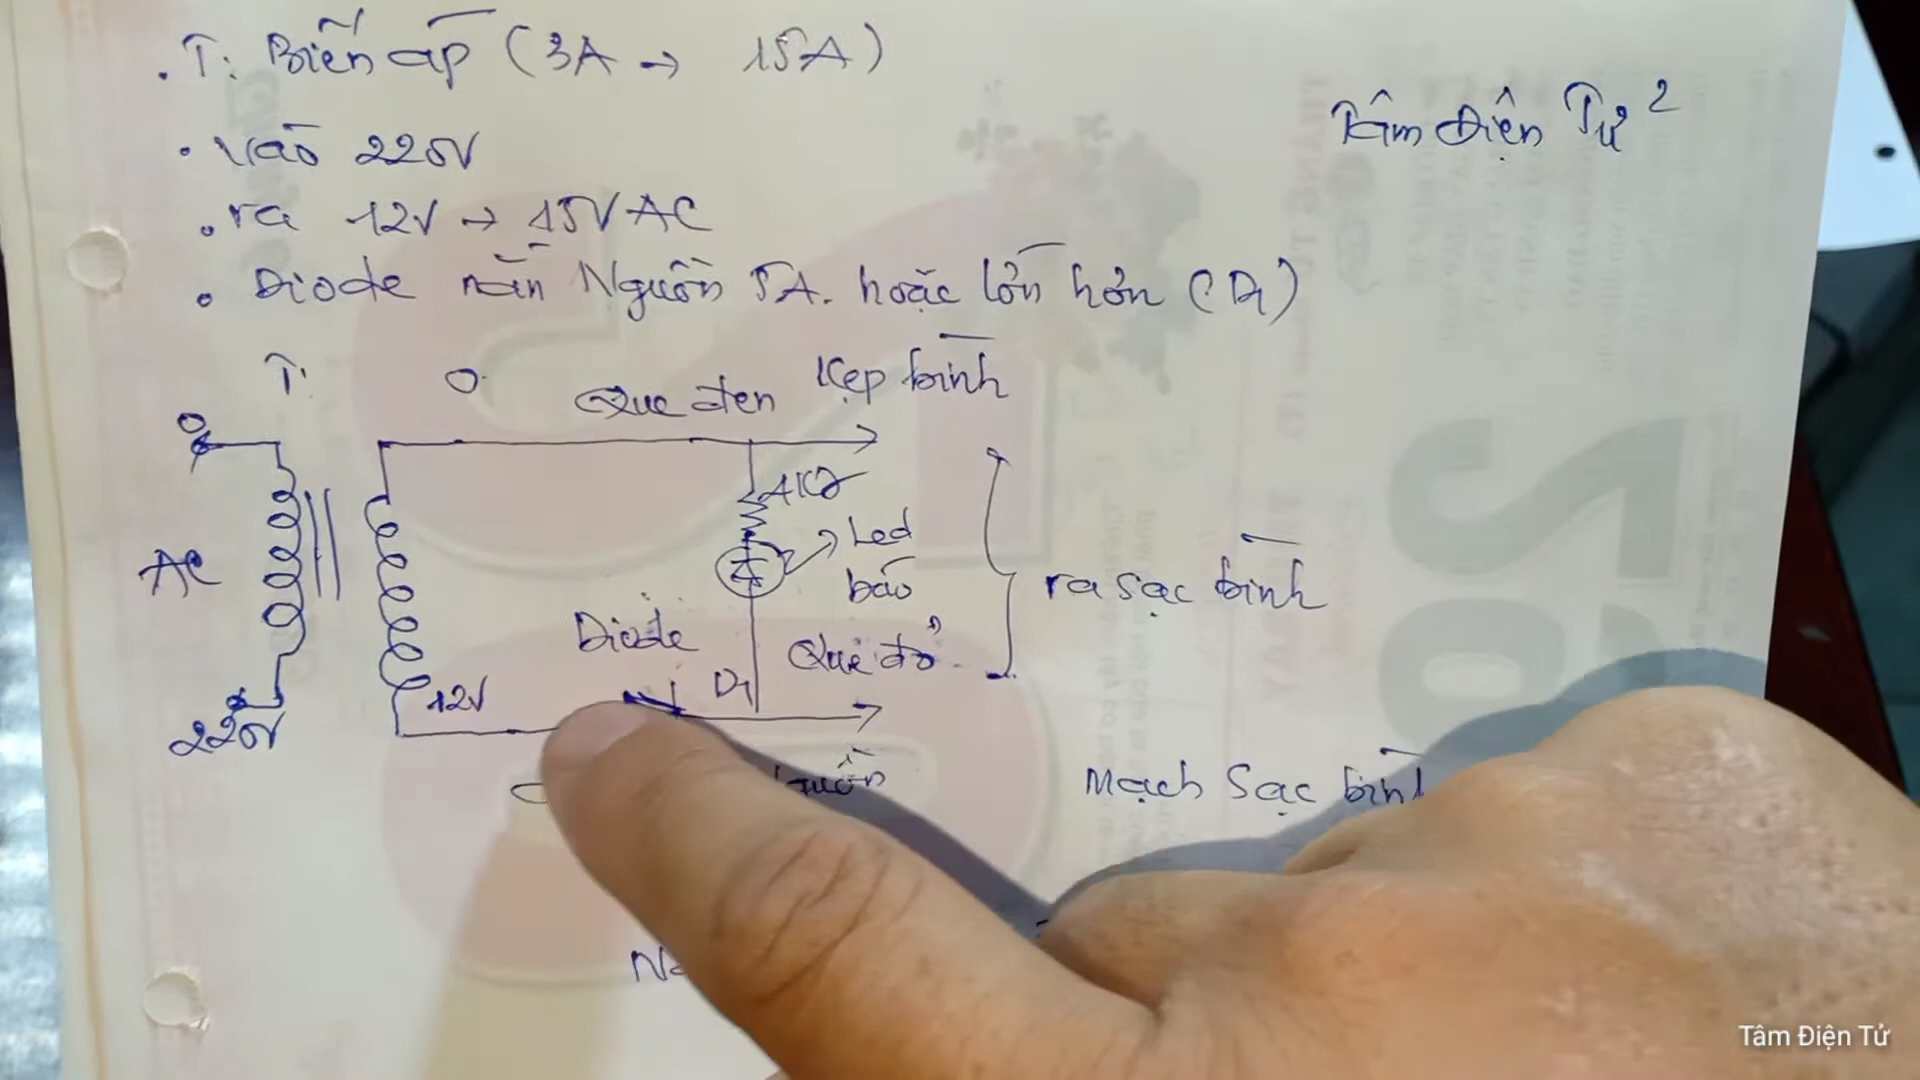 . T: Biến áp (3A → 15A)
Tâm Điện Tử 2
. Vào 220V
. ra 12V → 15V AC
. Diode nắn Nguồn 5A. hoặc lớn hơn (D1)
T.
O
Que đen
Kẹp bình
O
1KΩ
Led
báo
AC
ra sạc bình
Diode
Que đỏ
D1
12V
220V
Mạch Sạc
Tâm Điện Tử